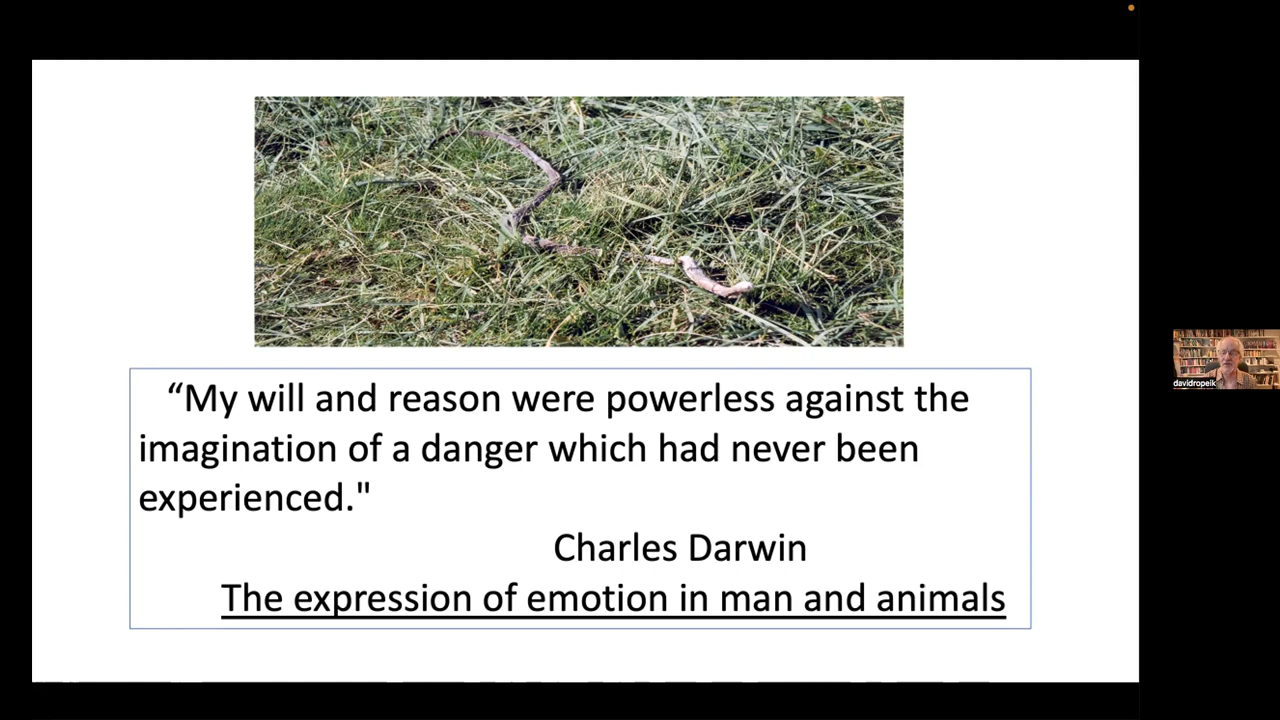 “My will and reason were powerless against the
imagination of a danger which had never been
experienced."
Charles Darwin
The expression of emotion in man and animals
davidropeik